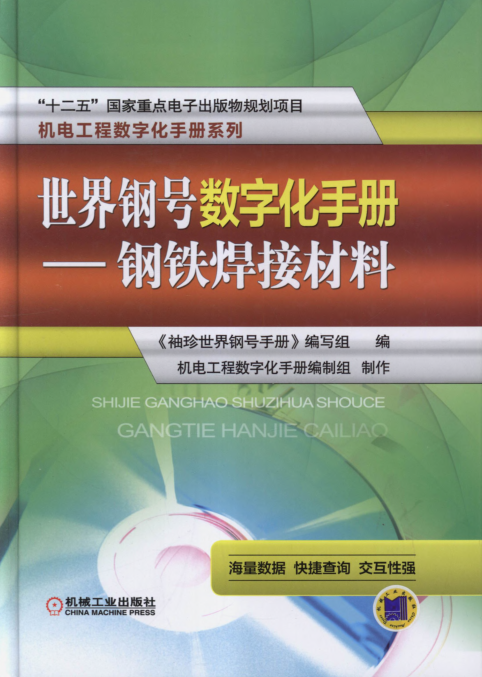 “十二五”国家重点电子出版物规划项目
机电工程数字化手册系列
世界钢号数字化手册
——钢铁焊接材料
《袖珍世界钢号手册》编写组 编
机电工程数字化手册编制组 制作
SHIJIE GANGHAO SHUZIHUA SHOUCE
GANGTIE HANJIE CAILIAO
海量数据 快捷查询 交互性强
机械工业出版社
CHINA MACHINE PRESS